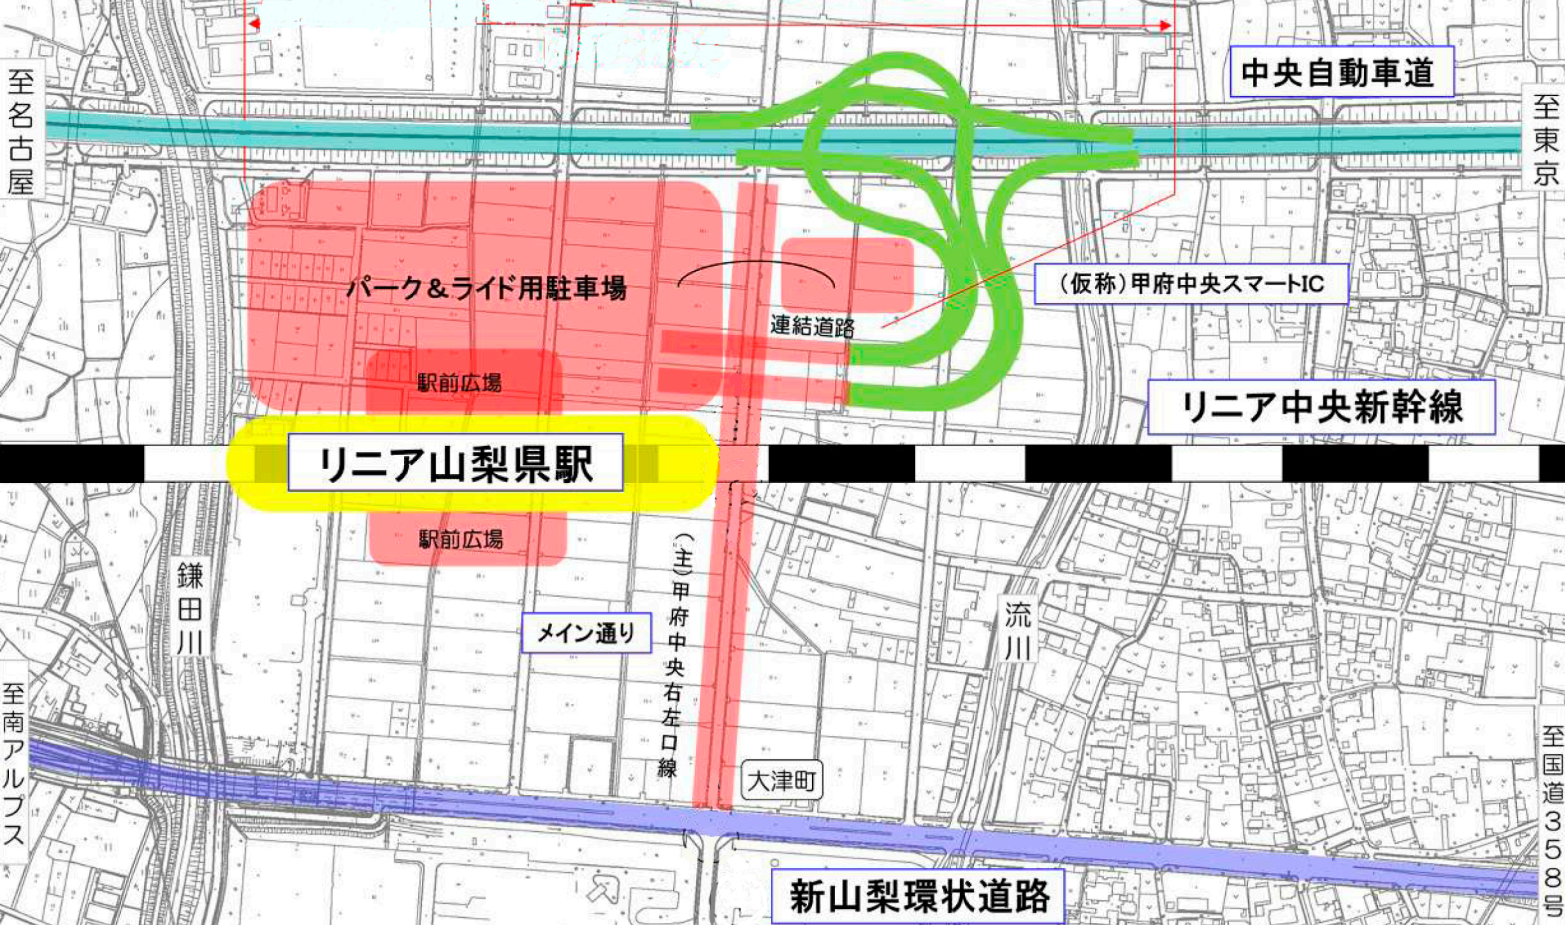 中央自動車道
至名古屋
至東京
パーク&ライド用駐車場
(仮称)甲府中央スマートIC
連結道路
駅前広場
リニア中央新幹線
リニア山梨県駅
駅前広場
(主)甲府中央右左口線
鎌田川
流川
メイン通り
至南アルプス
大津町
至国道358号
新山梨環状道路